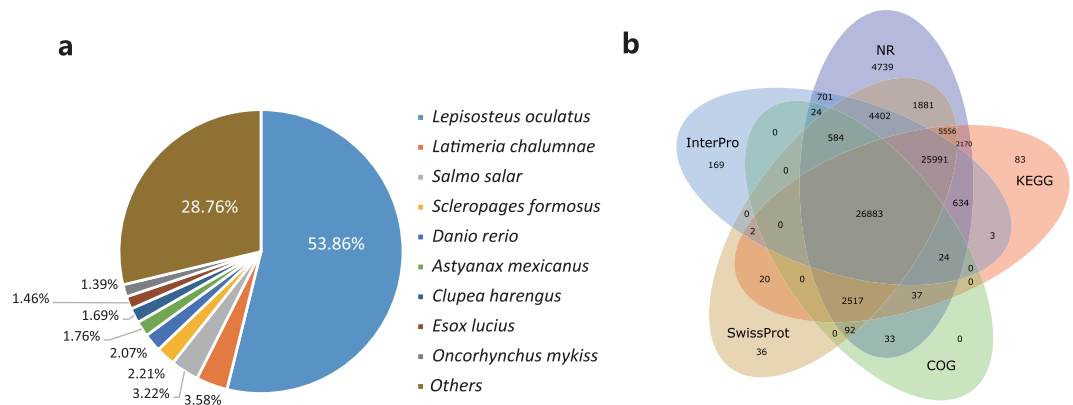 a
53.86%
28.76%
1.39%
1.46%
1.69%
1.76%
2.07%
2.21%
3.22%
3.58%
Lepisosteus oculatus
Latimeria chalumnae
Salmo salar
Scleropages formosus
Danio rerio
Astyanax mexicanus
Clupea harengus
Esox lucius
Oncorhynchus mykiss
Others
b
NR
4739
701
24
4402
1881
584
5556
2170
0
InterPro
169
25991
83
KEGG
0
634
0
0
26883
2
3
24
0
0
20
0
2517
37
SwissProt
36
0
92
33
0
COG